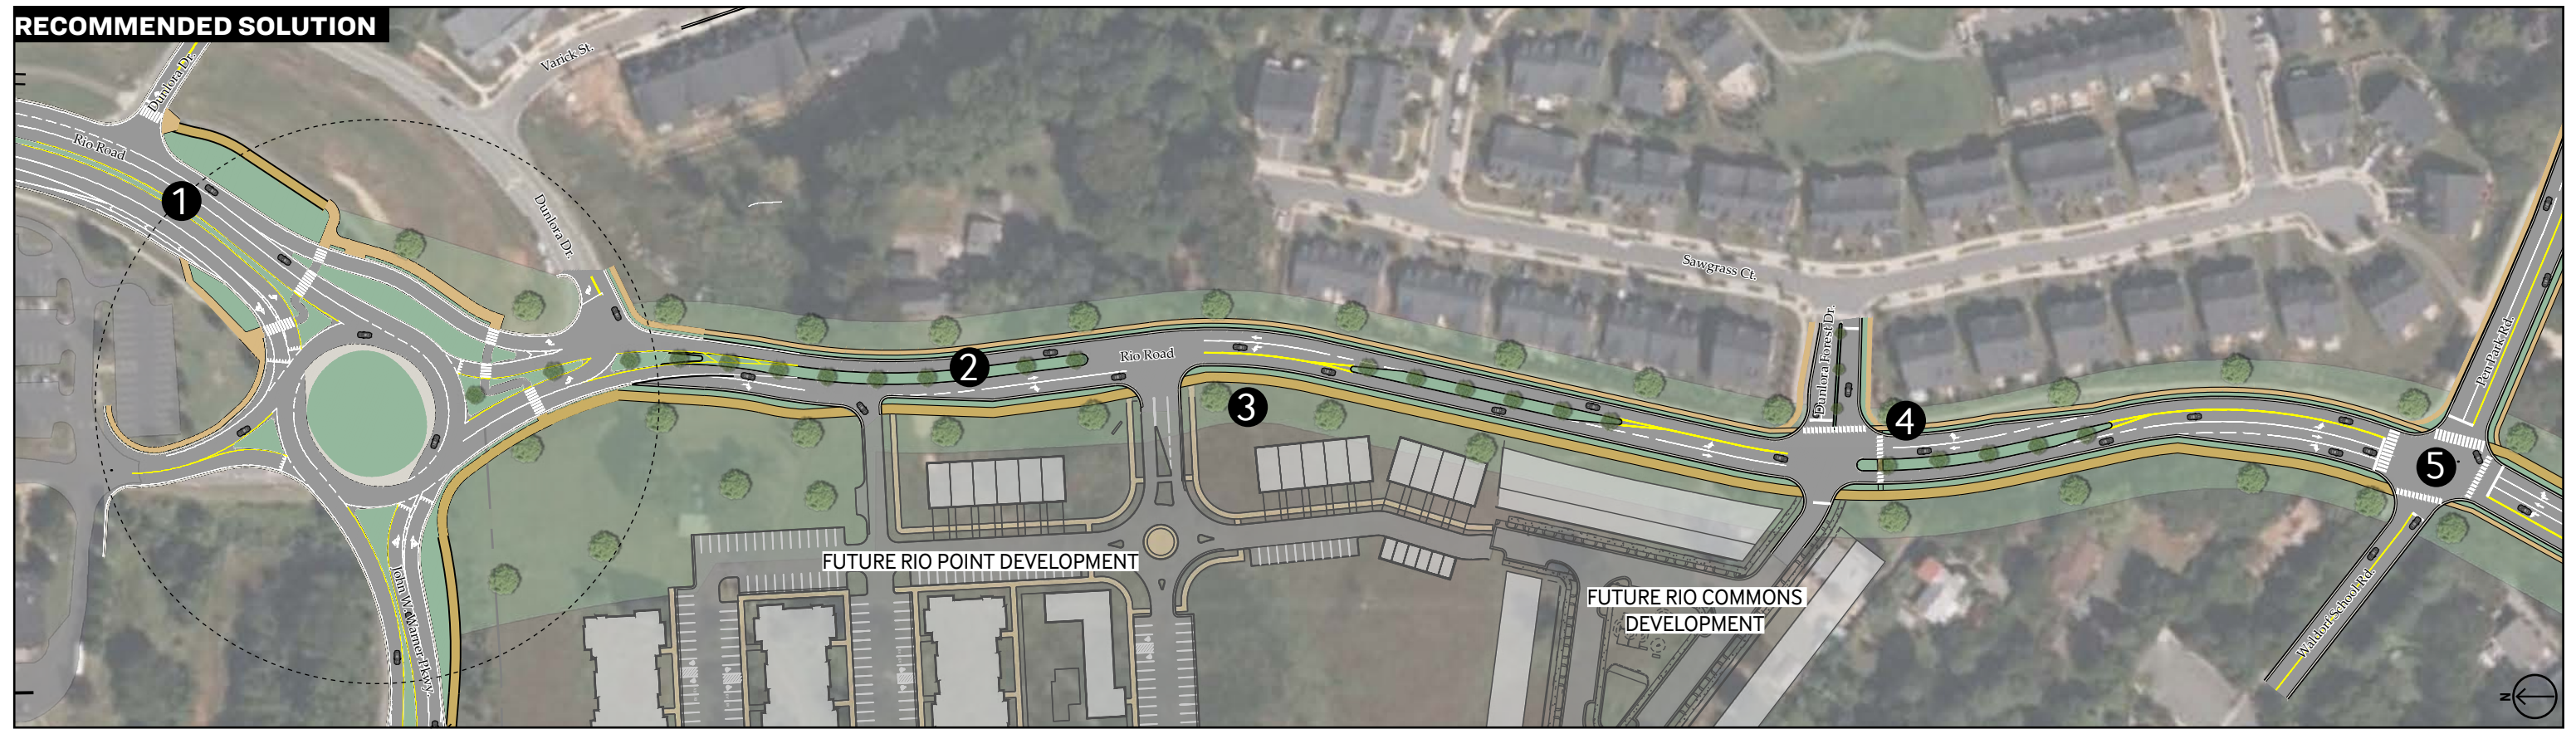 RECOMMENDED SOLUTION
Varick St.
Dunlora Dr.
Rio Road
1
Dunlora Dr.
2
Rio Road
3
Sawgrass Ct.
Dunlora Forest Dr.
4
Pen Park Rd.
5
FUTURE RIO POINT DEVELOPMENT
John W. Warner Pkwy.
FUTURE RIO COMMONS
DEVELOPMENT
Waldorf School Rd.
N